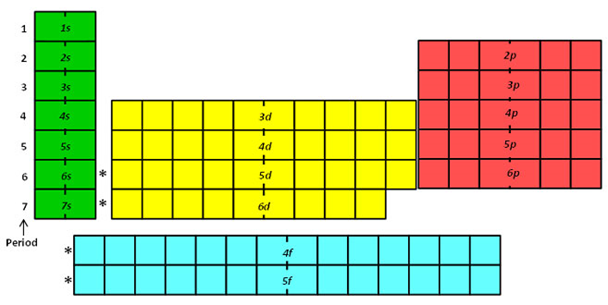 1 1s
2 2s 2p
3 3s 3p
4 4s 3d 4p
5 5s 4d 5p
6 6s * 5d 6p
7 7s * 6d
Period
* 4f
* 5f